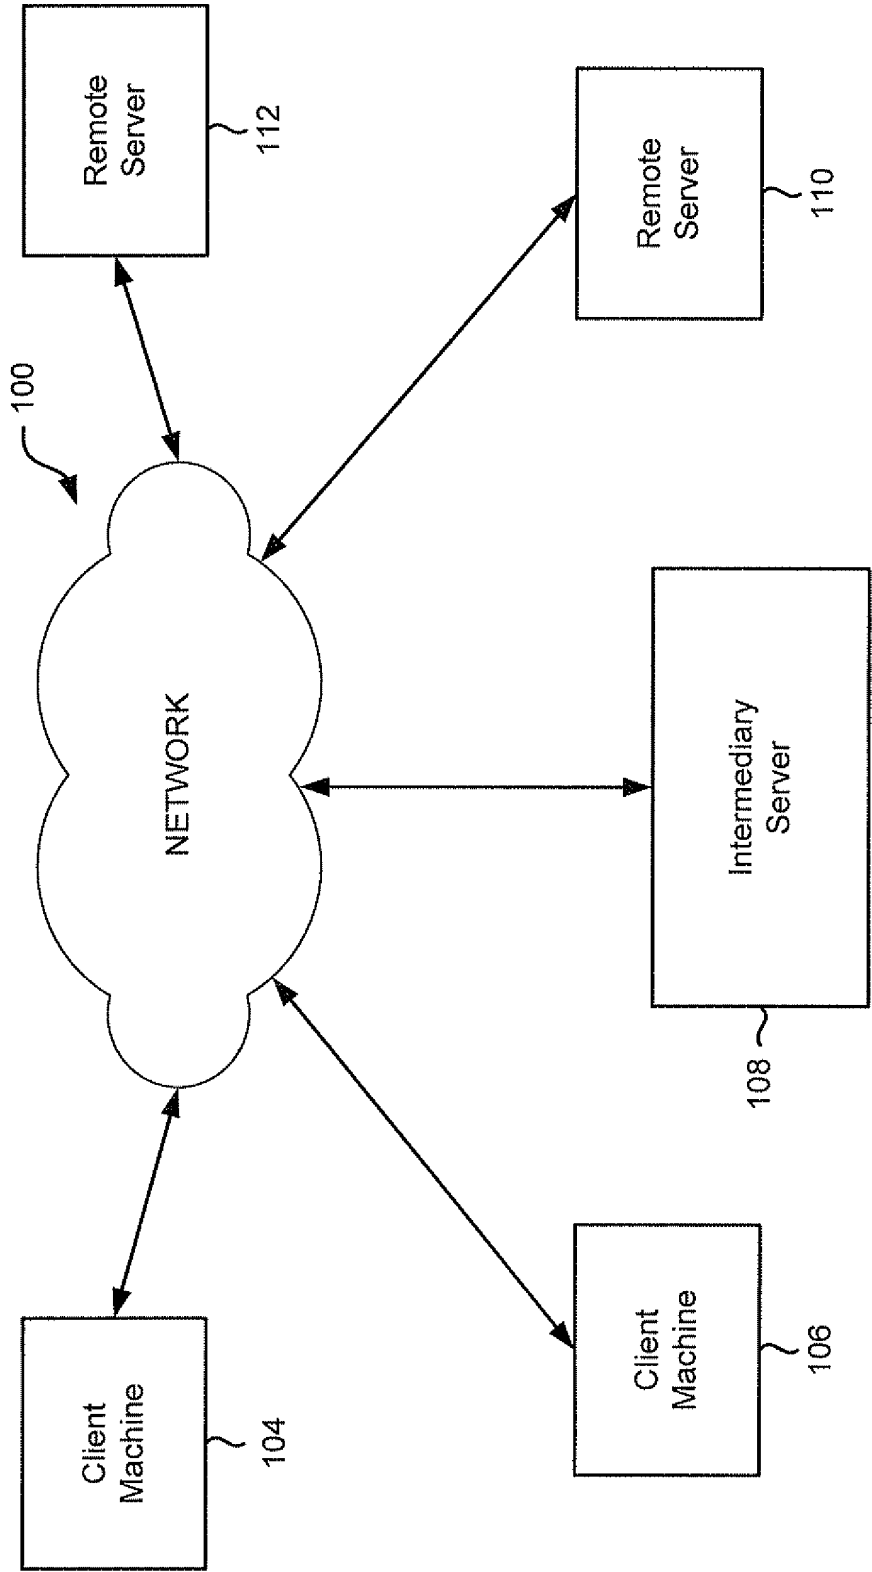 100
NETWORK
Client
Machine
104
Remote
Server
112
Client
Machine
106
Intermediary
Server
108
Remote
Server
110